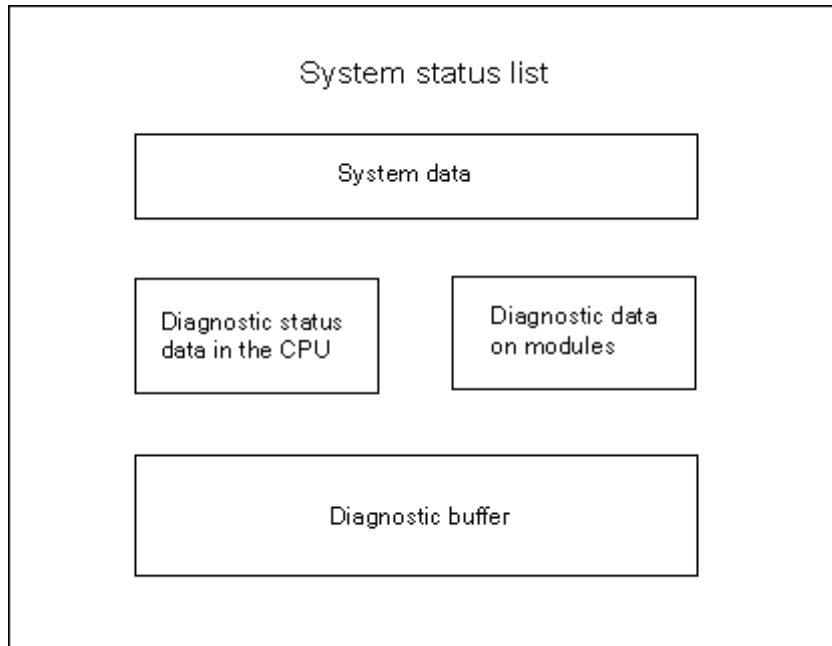 System status list
System data
Diagnostic status
data in the CPU
Diagnostic data
on modules
Diagnostic buffer